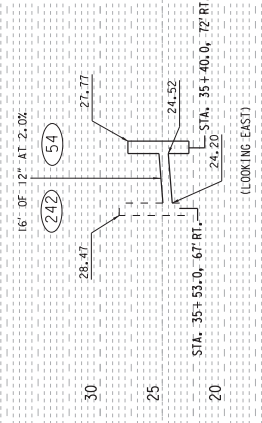 16' OF 12" AT 2.0%
242
54
28.47
27.77
24.52
24.20
STA. 35+53.0, 67' RT.
STA. 35+40.0, 72' RT
(LOOKING EAST)
30
25
20